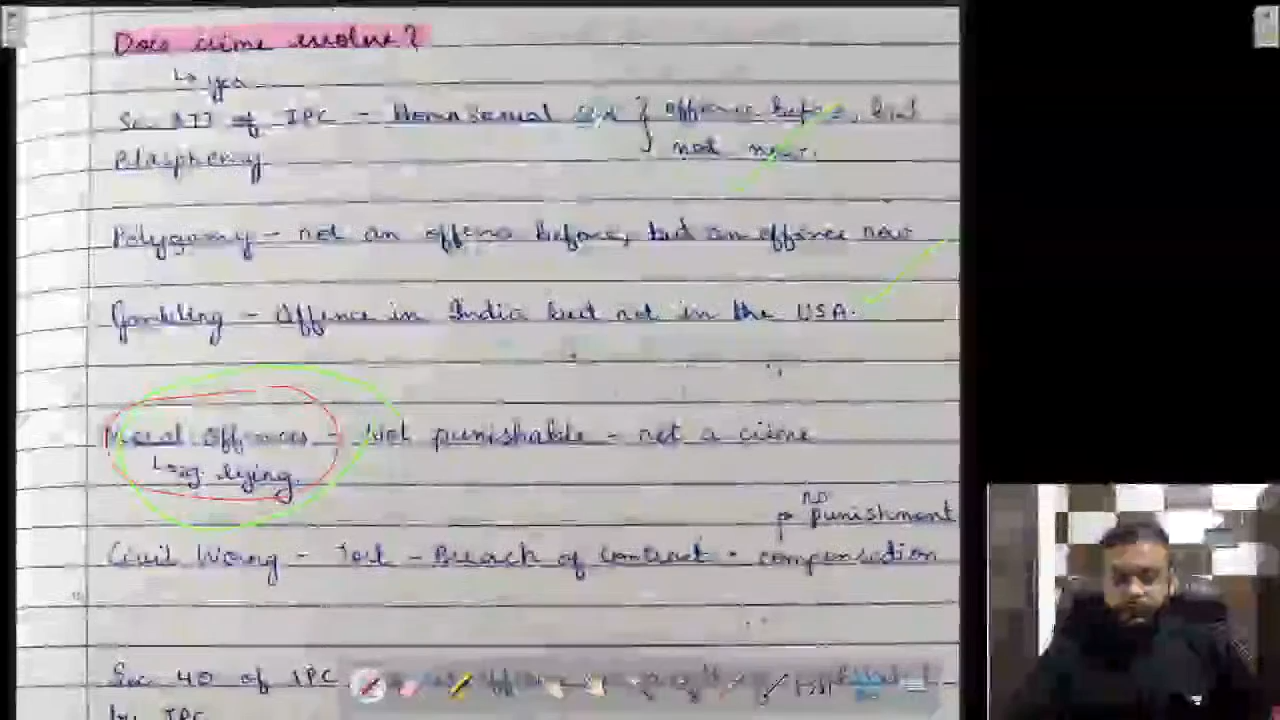 Does crime evolve?
↳ Yes
Sec 377 of IPC - Homosexual sex } offence before, but
Blasphemy not now.
Polygamy - not an offence before, but an offence now
Gambling - Offence in India but not in the USA.
Moral Offences - Not punishable - not a crime
↳ eg. lying.
no punishment
Civil Wrong - Tort - Breach of contract - compensation
Sec 40 of IPC
by IPC